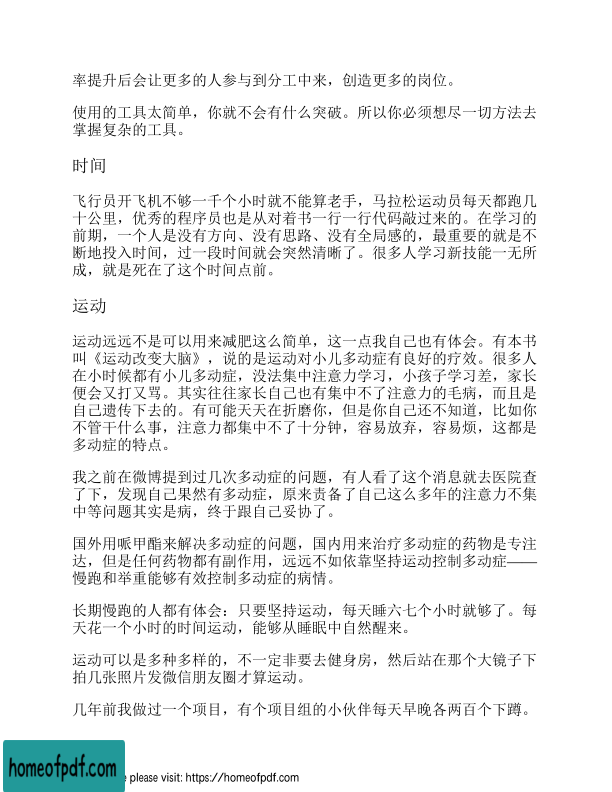 率提升后会让更多的人参与到分工中来，创造更多的岗位。
使用的工具太简单，你就不会有什么突破。所以你必须想尽一切方法去
掌握复杂的工具。
时间
飞行员开飞机不够一千个小时就不能算老手，马拉松运动员每天都跑几
十公里，优秀的程序员也是从对着书一行一行代码敲过来的。在学习的
前期，一个人是没有方向、没有思路、没有全局感的，最重要的就是不
断地投入时间，过一段时间就会突然清晰了。很多人学习新技能一无所
成，就是死在了这个时间点前。
运动
运动远远不是可以用来减肥这么简单，这一点我自己也有体会。有本书
叫《运动改变大脑》，说的是运动对小儿多动症有良好的疗效。很多人
在小时候都有小儿多动症，没法集中注意力学习，小孩子学习差，家长
便会又打又骂。其实往往家长自己也有集中不了注意力的毛病，而且是
自己遗传下去的。有可能天天在折磨你，但是你自己还不知道，比如你
不管干什么事，注意力都集中不了十分钟，容易放弃，容易烦，这都是
多动症的特点。
我之前在微博提到过几次多动症的问题，有人看了这个消息就去医院查
了下，发现自己果然有多动症，原来责备了自己这么多年的注意力不集
中等问题其实是病，终于跟自己妥协了。
国外用哌甲酯来解决多动症的问题，国内用来治疗多动症的药物是专注
达，但是任何药物都有副作用，远远不如依靠坚持运动控制多动症——
慢跑和举重能够有效控制多动症的病情。
长期慢跑的人都有体会：只要坚持运动，每天睡六七个小时就够了。每
天花一个小时的时间运动，能够从睡眠中自然醒来。
运动可以是多种多样的，不一定非要去健身房，然后站在那个大镜子下
拍几张照片发微信朋友圈才算运动。
几年前我做过一个项目，有个项目组的小伙伴每天早晚各两百个下蹲。
homeofpdf.com
e please visit: https://homeofpdf.com